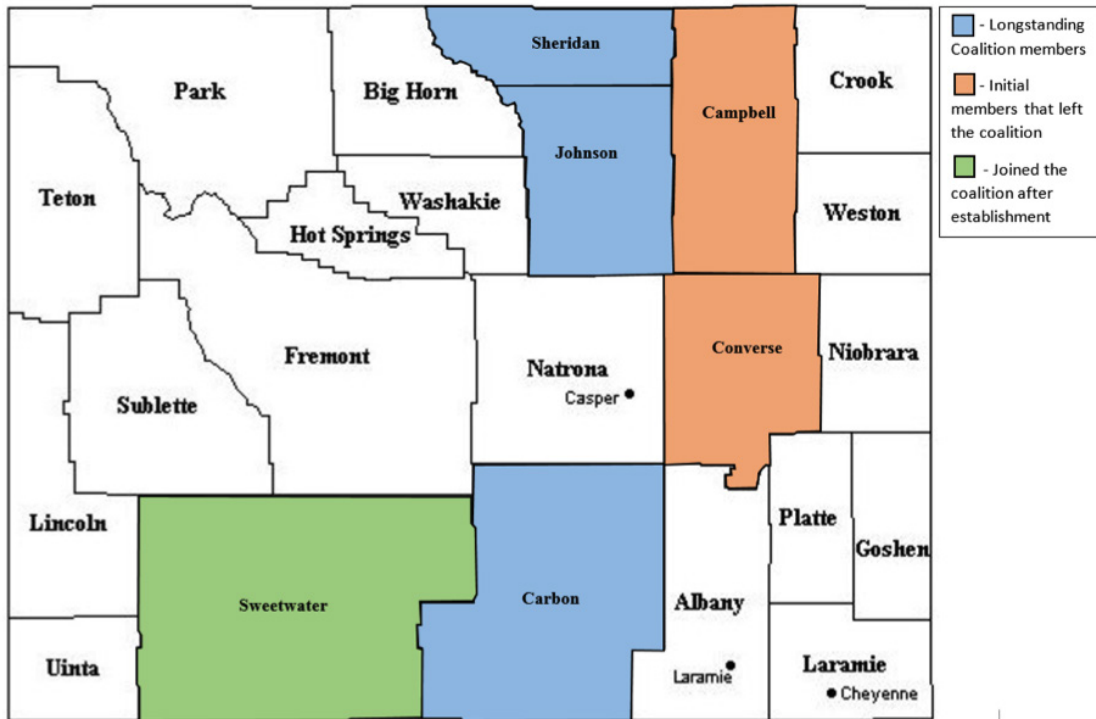 Sheridan
Park
Big Horn
Campbell
Crook
Johnson
Teton
Washakie
Weston
Hot Springs
Fremont
Natrona
Casper
Converse
Niobrara
Sublette
Lincoln
Platte
Goshen
Sweetwater
Carbon
Albany
Uinta
Laramie
Laramie
Cheyenne
- Longstanding
Coalition members
- Initial
members that left
the coalition
- Joined the
coalition after
establishment